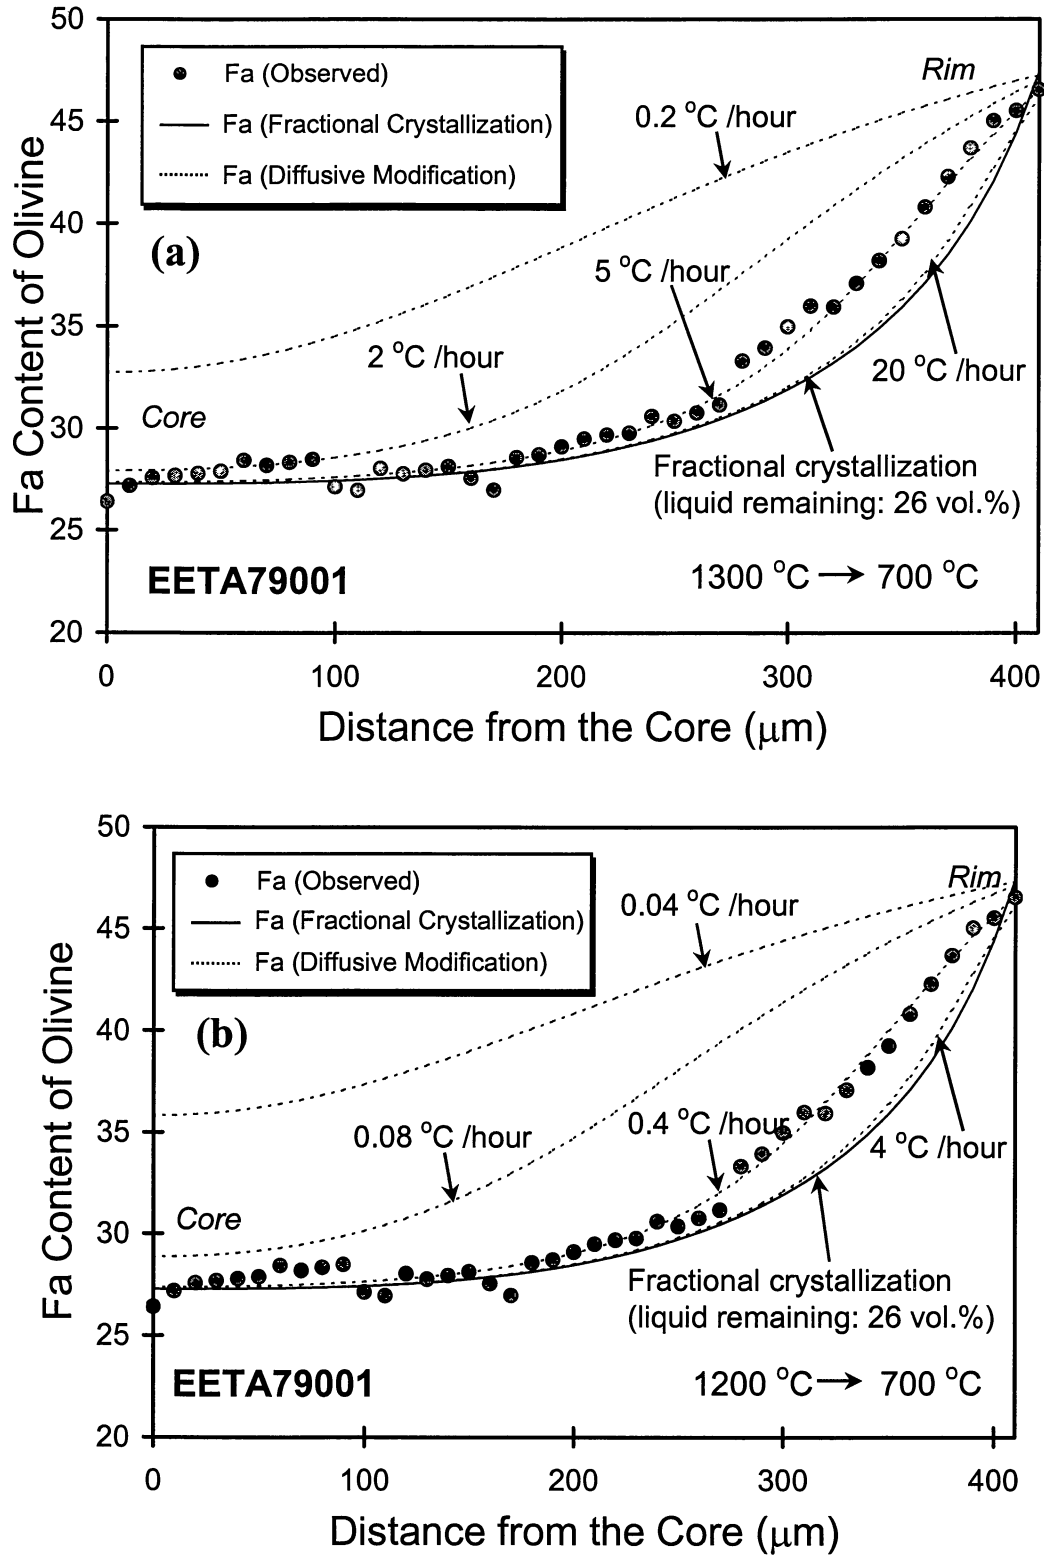 50
45
40
35
30
25
20
Fa Content of Olivine
Fa (Observed)
Fa (Fractional Crystallization)
Fa (Diffusive Modification)
(a)
Rim
0.2 °C /hour
5 °C /hour
2 °C /hour
20 °C /hour
Core
Fractional crystallization
(liquid remaining: 26 vol.%)
EETA79001
1300 °C → 700 °C
0 100 200 300 400
Distance from the Core (μm)
50
45
40
35
30
25
20
Fa Content of Olivine
Fa (Observed)
Fa (Fractional Crystallization)
Fa (Diffusive Modification)
(b)
Rim
0.04 °C /hour
0.08 °C /hour
0.4 °C /hour
4 °C /hour
Core
Fractional crystallization
(liquid remaining: 26 vol.%)
EETA79001
1200 °C → 700 °C
0 100 200 300 400
Distance from the Core (μm)